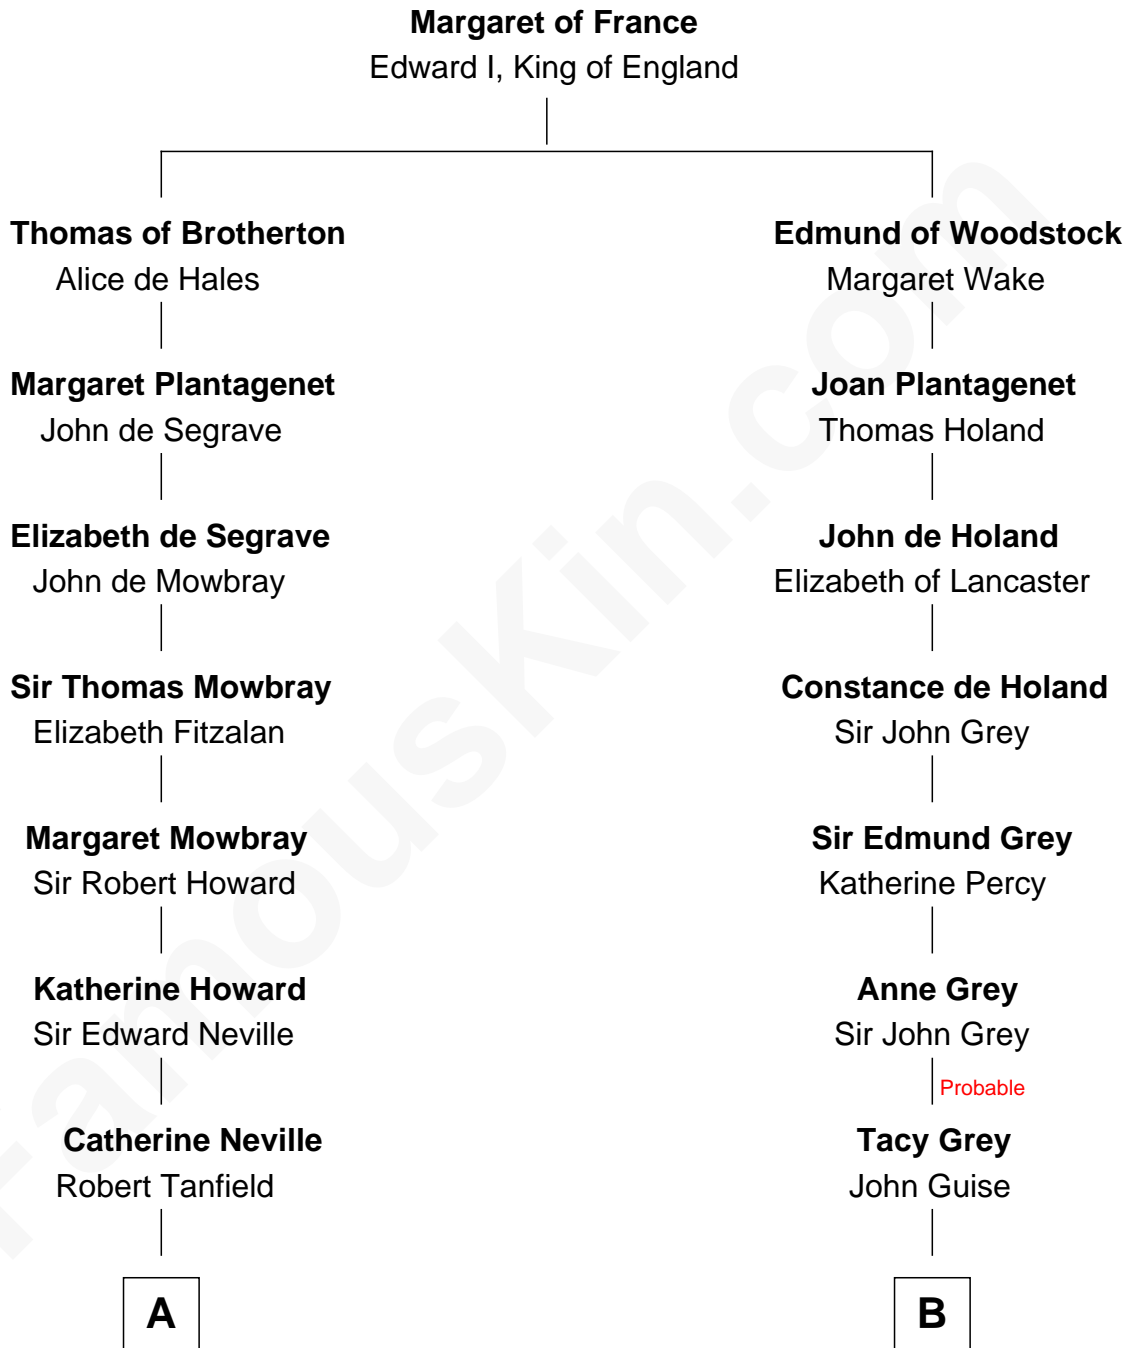 Margaret of France
Edward I, King of England
Thomas of Brotherton
Alice de Hales
Edmund of Woodstock
Margaret Wake
Margaret Plantagenet
John de Segrave
Joan Plantagenet
Thomas Holand
Elizabeth de Segrave
John de Mowbray
John de Holand
Elizabeth of Lancaster
Sir Thomas Mowbray
Elizabeth Fitzalan
Constance de Holand
Sir John Grey
Margaret Mowbray
Sir Robert Howard
Sir Edmund Grey
Katherine Percy
Katherine Howard
Sir Edward Neville
Anne Grey
Sir John Grey
Probable
Catherine Neville
Robert Tanfield
Tacy Grey
John Guise
A
B
FamousKin.com